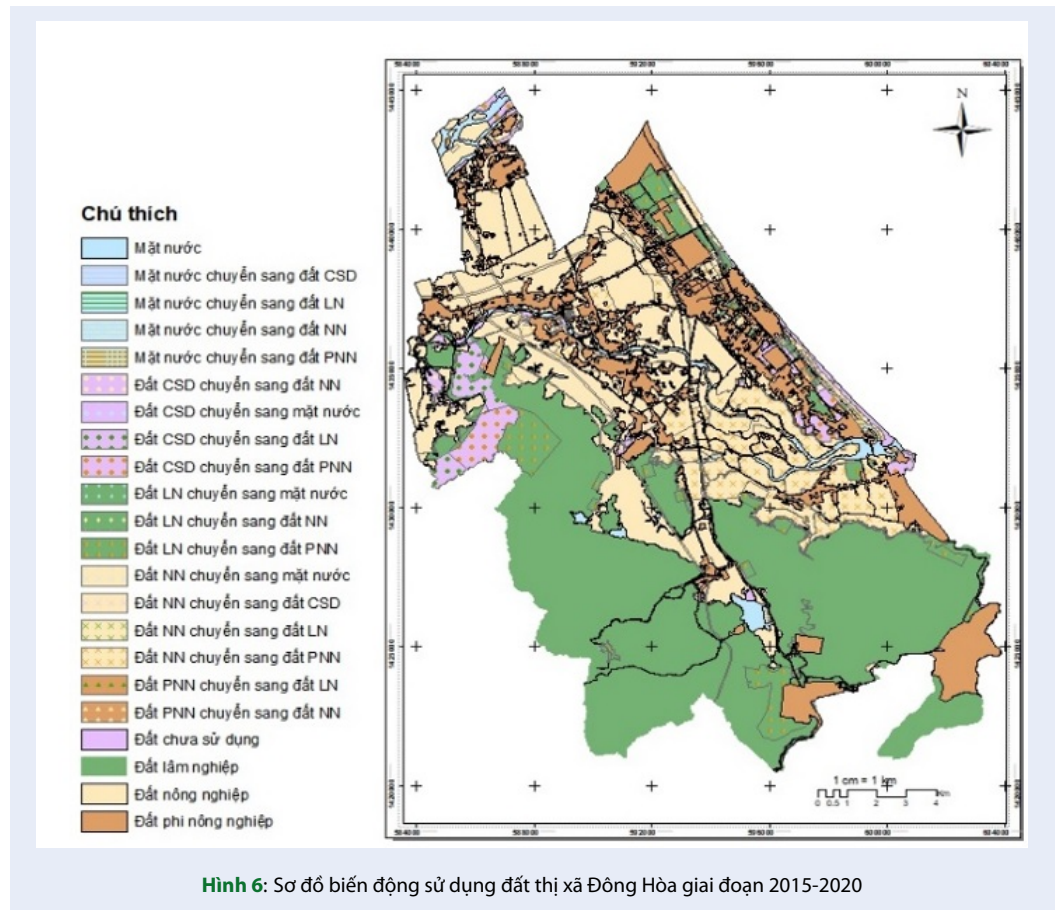 N
Chú thích
Mặt nước
Mặt nước chuyển sang đất CSD
Mặt nước chuyển sang đất LN
Mặt nước chuyển sang đất NN
Mặt nước chuyển sang đất PNN
Đất CSD chuyển sang đất NN
Đất CSD chuyển sang mặt nước
Đất CSD chuyển sang đất LN
Đất CSD chuyển sang đất PNN
Đất LN chuyển sang mặt nước
Đất LN chuyển sang đất NN
Đất LN chuyển sang đất PNN
Đất NN chuyển sang mặt nước
Đất NN chuyển sang đất CSD
Đất NN chuyển sang đất LN
Đất NN chuyển sang đất PNN
Đất PNN chuyển sang đất LN
Đất PNN chuyển sang đất NN
Đất chưa sử dụng
Đất lâm nghiệp
Đất nông nghiệp
Đất phi nông nghiệp
1 cm = 1 km
0 0.5 1 2 3 4
Km
Hình 6: Sơ đồ biến động sử dụng đất thị xã Đông Hòa giai đoạn 2015-2020